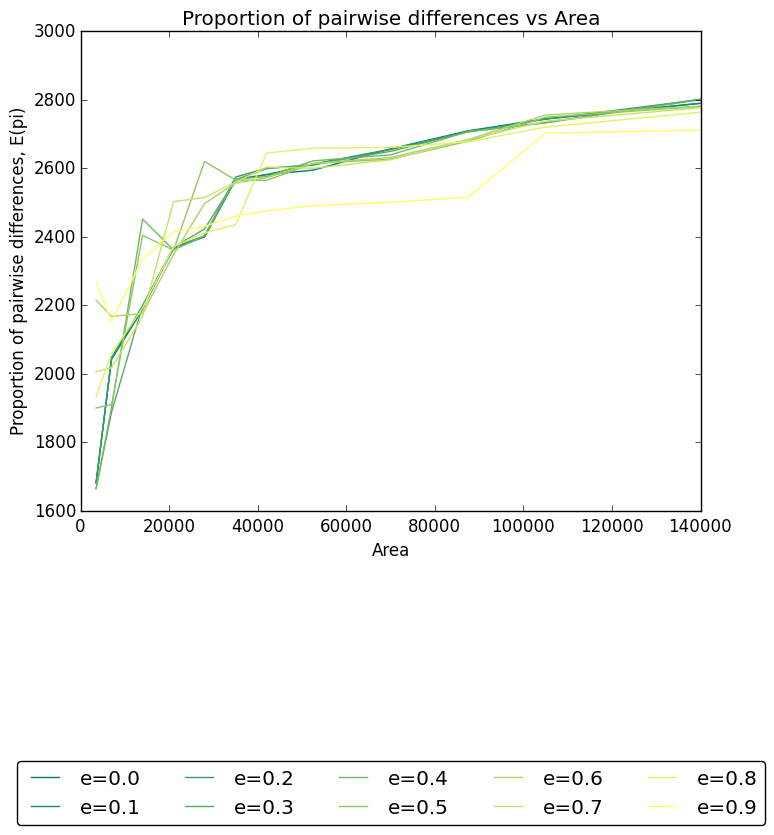 Proportion of pairwise differences vs Area
3000
2800
2600
2400
2200
2000
1800
1600
Proportion of pairwise differences, E(pi)
0 20000 40000 60000 80000 100000 120000 140000
Area
e=0.0 e=0.2 e=0.4 e=0.6 e=0.8
e=0.1 e=0.3 e=0.5 e=0.7 e=0.9